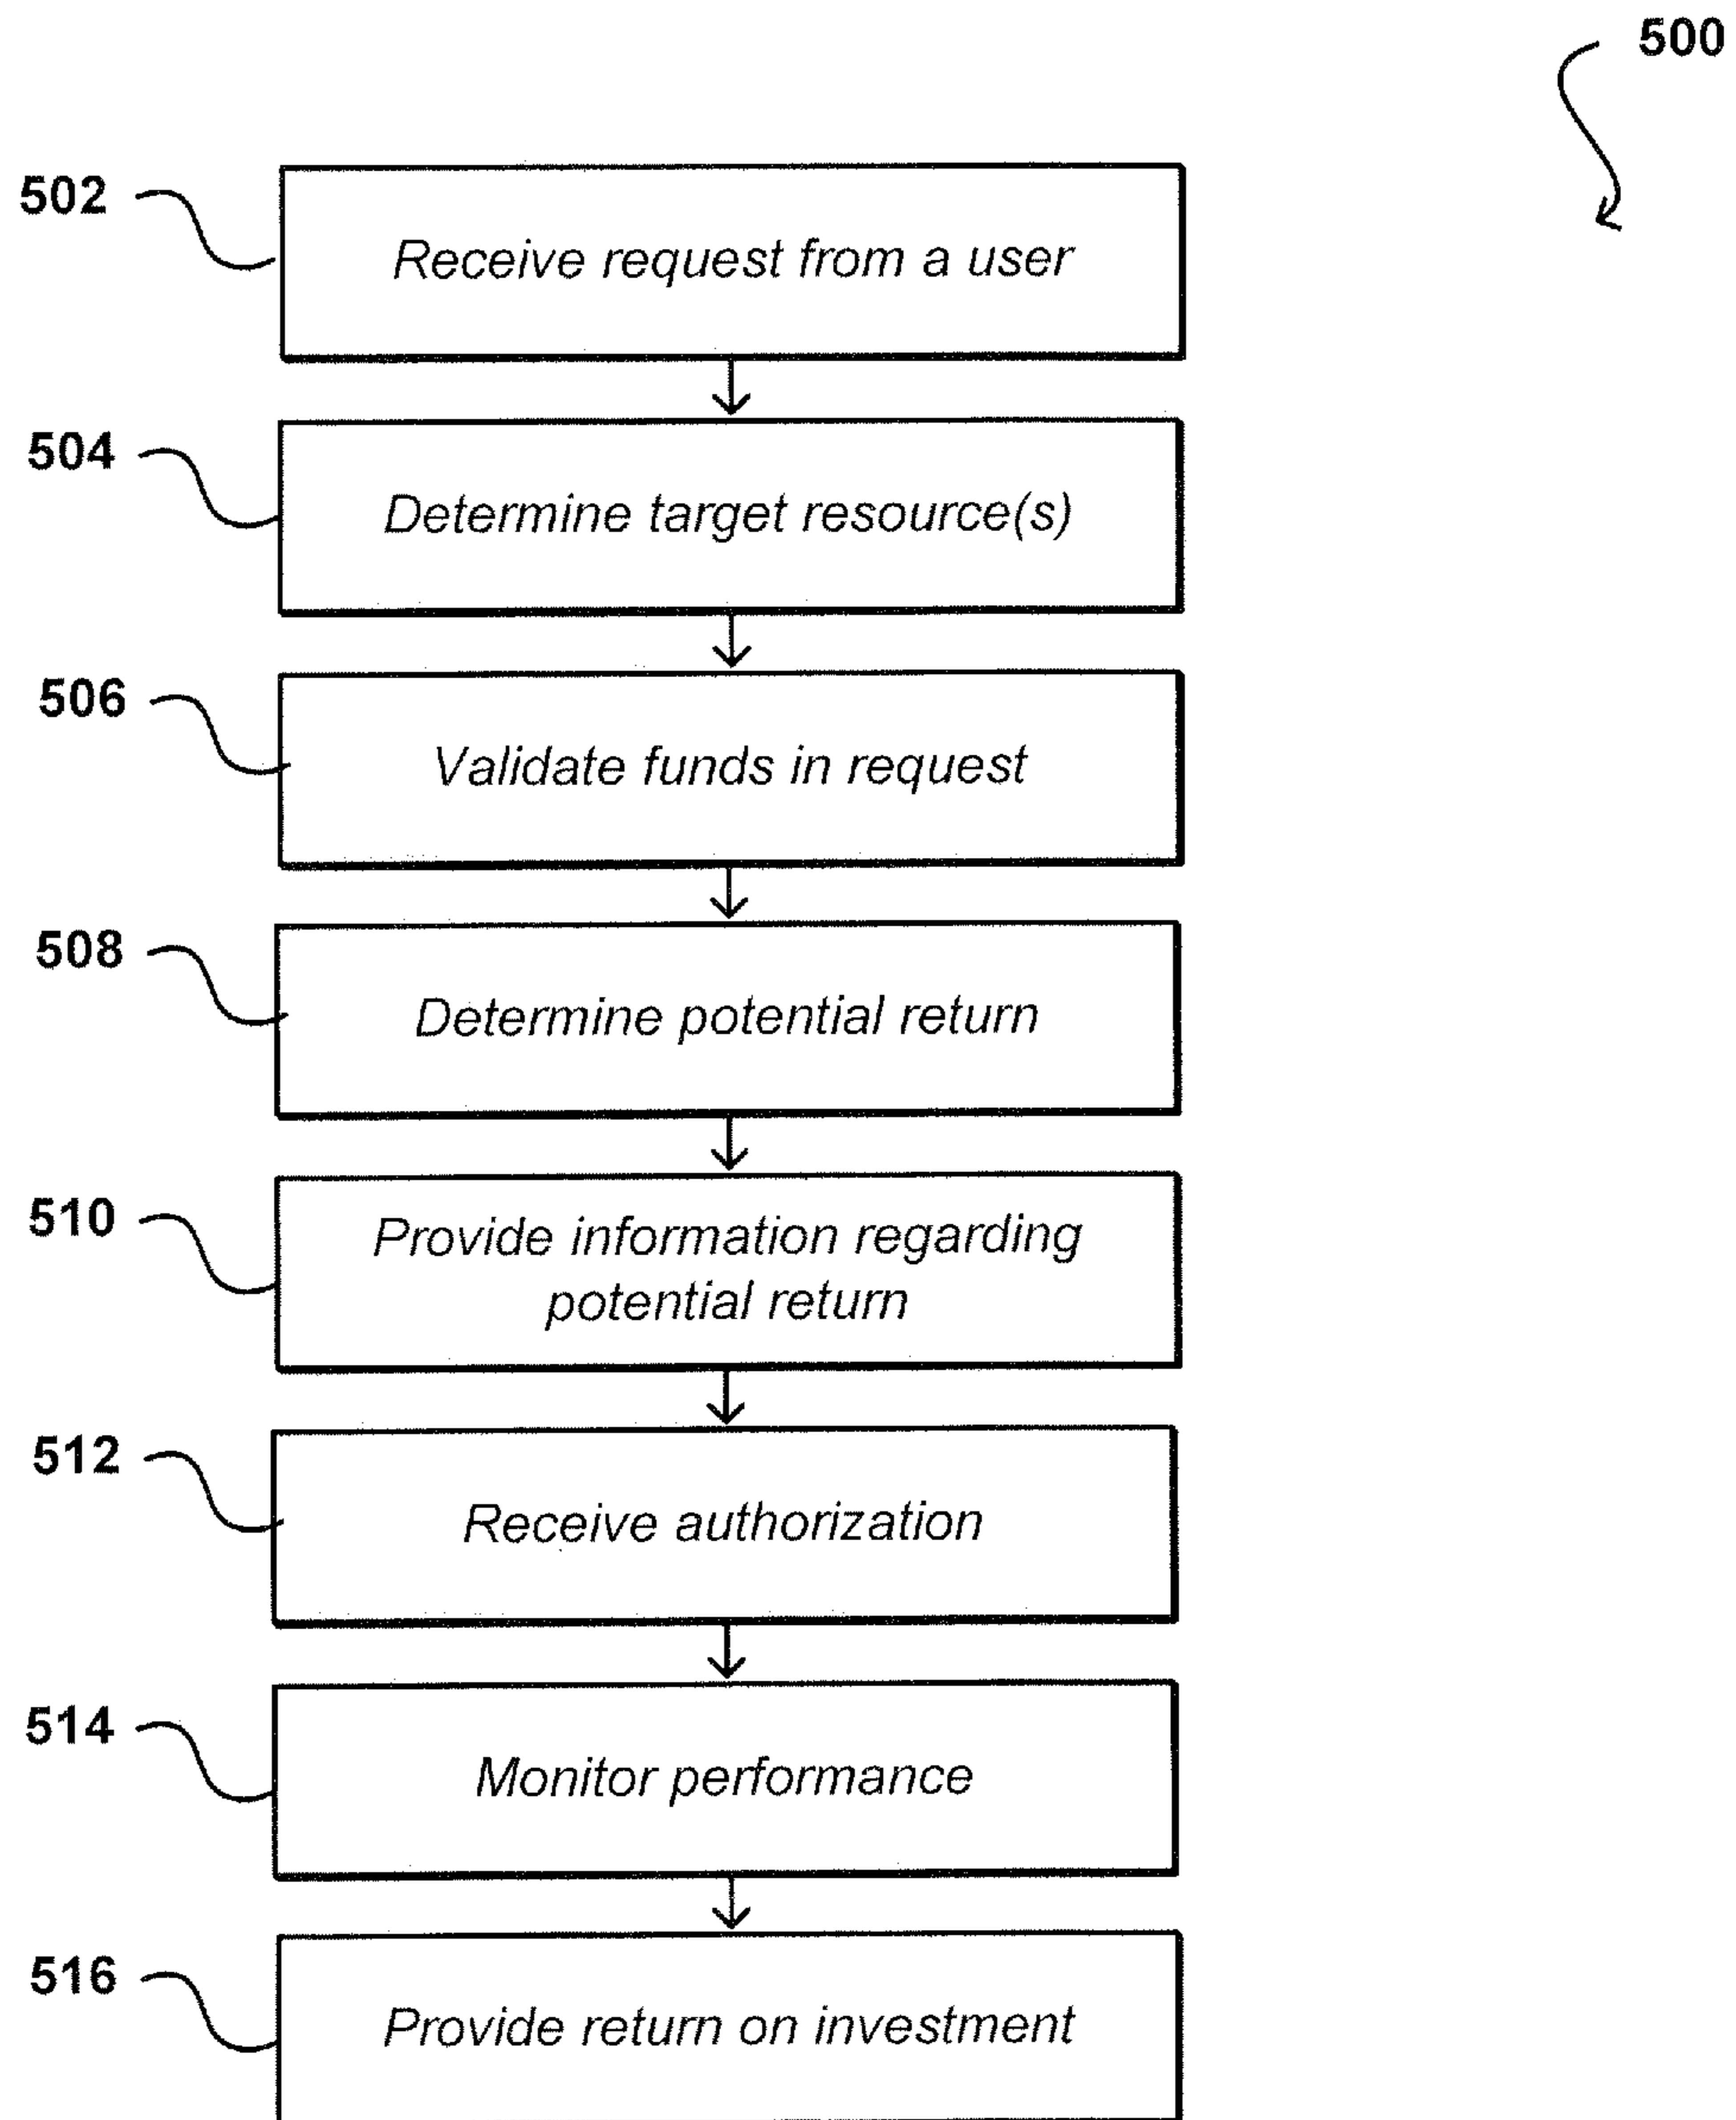 500
502
Receive request from a user
504
Determine target resource(s)
506
Validate funds in request
508
Determine potential return
510
Provide information regarding
potential return
512
Receive authorization
514
Monitor performance
516
Provide return on investment